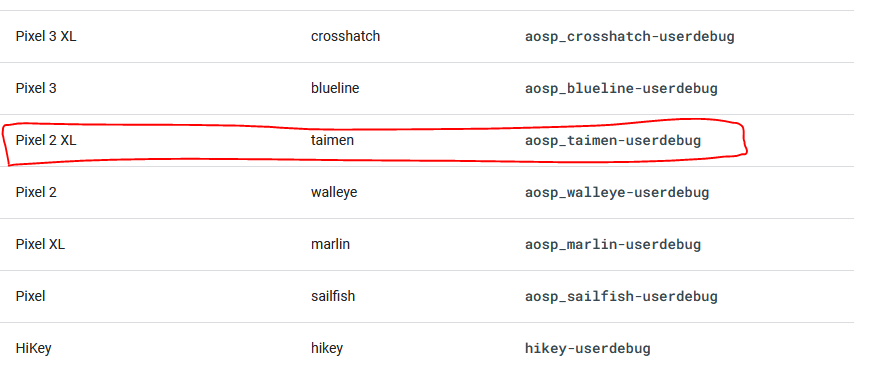 Pixel 3 XL crosshatch aosp_crosshatch-userdebug
Pixel 3 blueline aosp_blueline-userdebug
Pixel 2 XL taimen aosp_taimen-userdebug
Pixel 2 walleye aosp_walleye-userdebug
Pixel XL marlin aosp_marlin-userdebug
Pixel sailfish aosp_sailfish-userdebug
HiKey hikey hikey-userdebug